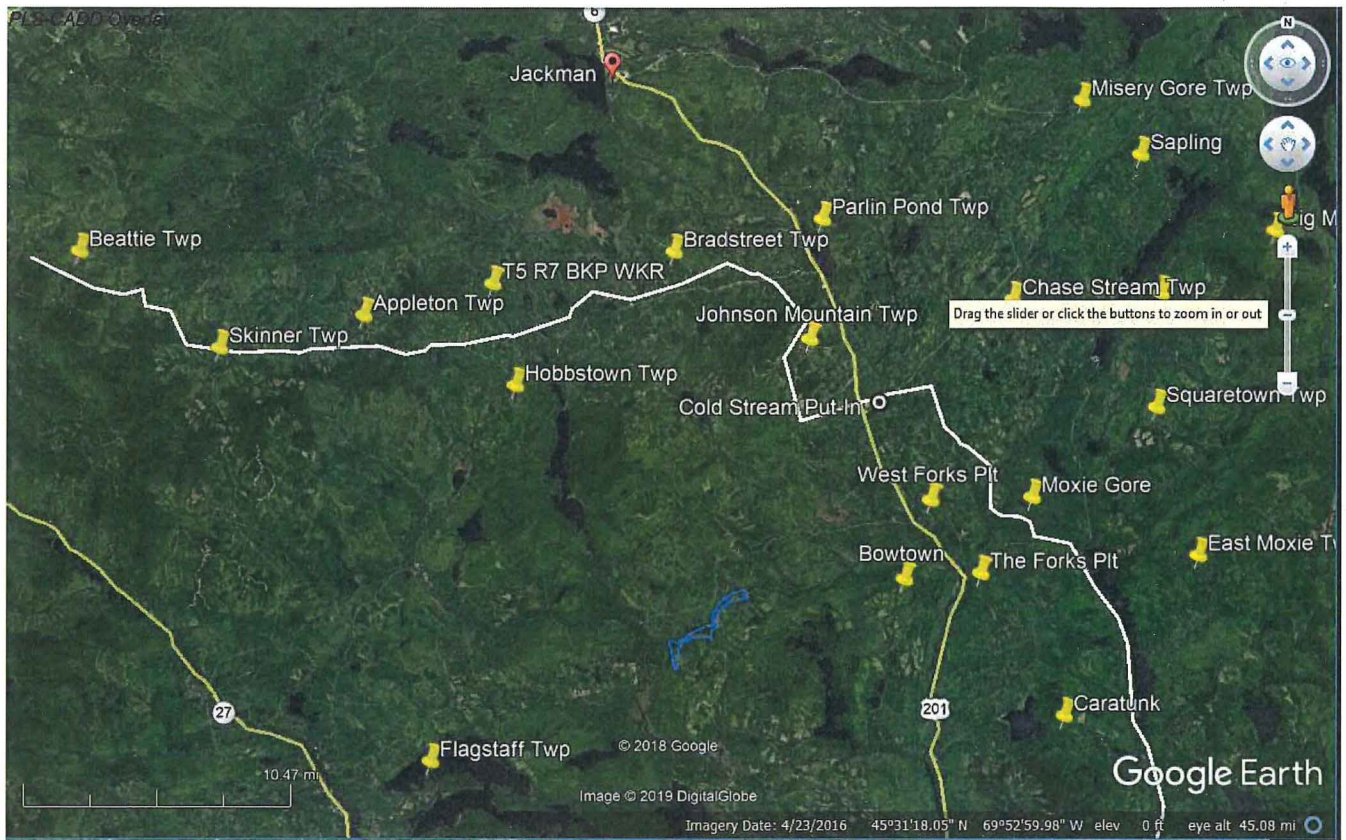 PLS-CADD Overlay
6
N
Jackman
Misery Gore Twp
Sapling
Parlin Pond Twp
Beattie Twp
Bradstreet Twp
ig M
T5 R7 BKP WKR
Appleton Twp
Chase Stream Twp
Drag the slider or click the buttons to zoom in or out
Johnson Mountain Twp
Skinner Twp
Hobbstown Twp
Squaretown Twp
Cold Stream Put-In
West Forks Plt
Moxie Gore
East Moxie Tw
Bowtown
The Forks Plt
Caratunk
27
201
Flagstaff Twp
© 2018 Google
10.47 mi
Google Earth
Image © 2019 DigitalGlobe
Imagery Date: 4/23/2016 45°31'18.05" N 69°52'59.98" W elev 0 ft eye alt 45.08 mi